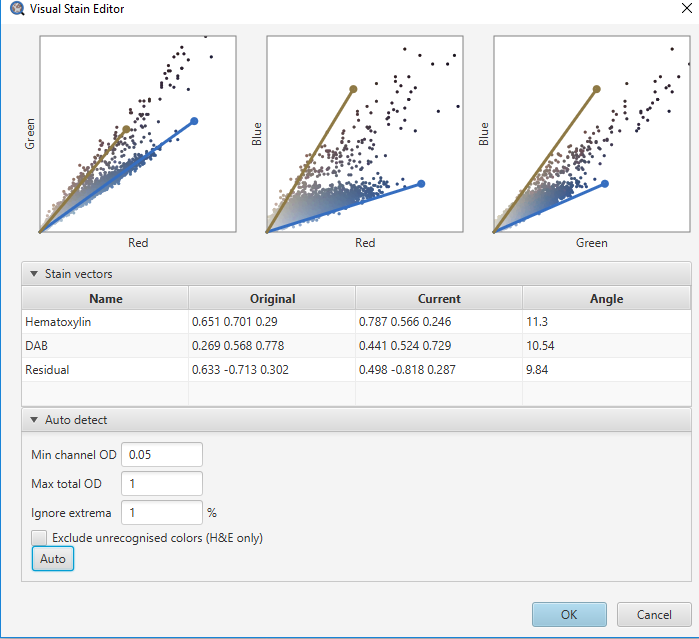 Visual Stain Editor
Green
Red
Blue
Red
Blue
Green
Stain vectors
Name Original Current Angle
Hematoxylin 0.651 0.701 0.29 0.787 0.566 0.246 11.3
DAB 0.269 0.568 0.778 0.441 0.524 0.729 10.54
Residual 0.633 -0.713 0.302 0.498 -0.818 0.287 9.84
Auto detect
Min channel OD 0.05
Max total OD 1
Ignore extrema 1 %
Exclude unrecognised colors (H&E only)
Auto
OK Cancel